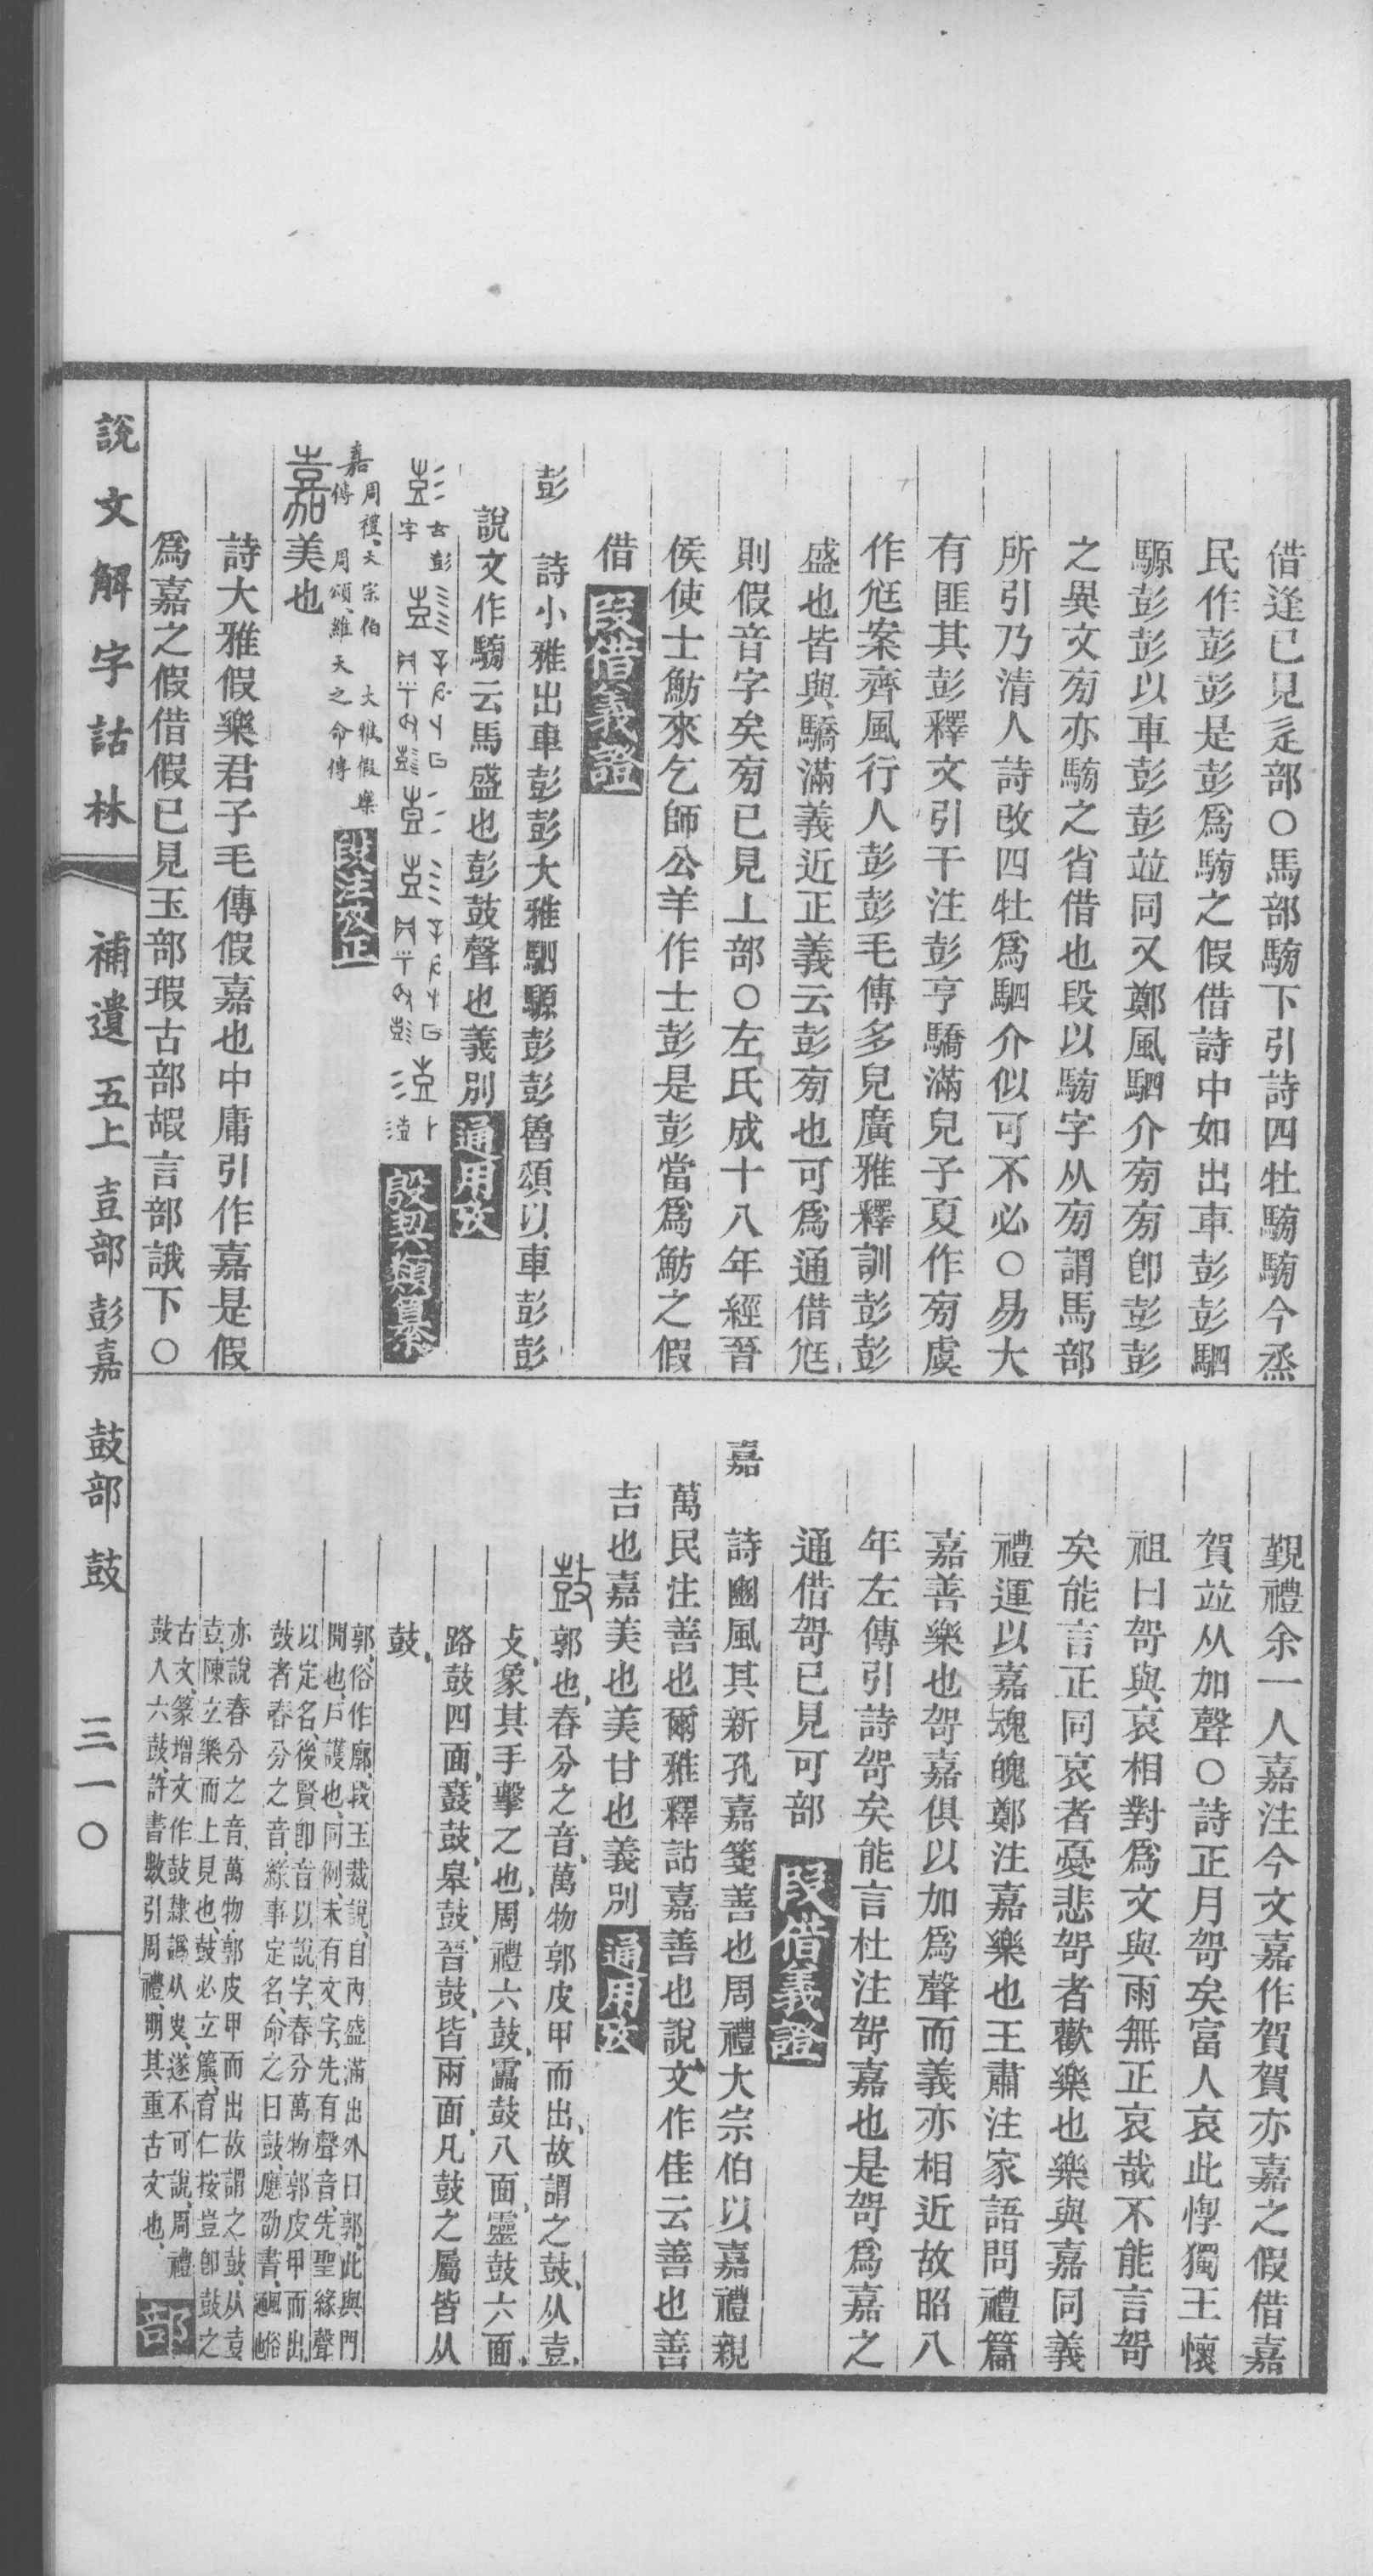 借逢已見辵部○馬部騯下引詩四牡騯騯今烝
民作彭彭是彭爲騯之假借詩中如出車彭彭駟
騵彭彭以車彭彭竝同又鄭風駟介旁旁卽彭彭
之異文旁亦騯之省借也段以騯字从旁謂馬部
所引乃清人詩改四牡爲駟介似可不必○易大
有匪其彭釋文引干注彭亨驕滿皃子夏作旁虞
作尩案齊風行人彭彭毛傳多皃廣雅釋訓彭彭
盛也皆與驕滿義近正義云彭旁也可爲通借尩
則假音字矣旁已見丄部○左氏成十八年經晉
侯使士魴來乞師公羊作士彭是彭當爲魴之假
借 段借義證
彭 詩小雅出車彭彭大雅駟騵彭彭魯頌以車彭彭
說文作騯云馬盛也彭鼓聲也義別 通用攷
古彭字 殷契類纂
嘉 周禮、大宗伯 大雅假樂傳 周頌、維天之命傳 段注攷正
嘉 美也
詩大雅假樂君子毛傳假嘉也中庸引作嘉是假
爲嘉之假借假已見玉部瑕古部嘏言部誐下○
覲禮余一人嘉注今文嘉作賀賀亦嘉之假借嘉
賀竝从加聲○詩正月哿矣富人哀此惸獨王懷
祖曰哿與哀相對爲文與雨無正哀哉不能言哿
矣能言正同哀者憂悲哿者歡樂也樂與嘉同義
禮運以嘉魂魄鄭注嘉樂也王肅注家語問禮篇
嘉善樂也哿嘉俱以加爲聲而義亦相近故昭八
年左傳引詩哿矣能言杜注哿嘉也是哿爲嘉之
通借哿已見可部 段借義證
嘉 詩豳風其新孔嘉箋善也周禮大宗伯以嘉禮親
萬民注善也爾雅釋詁嘉善也說文作佳云善也善
吉也嘉美也美甘也義別 通用攷
鼓 郭也、春分之音、萬物郭皮甲而出、故謂之鼓、从壴、
攴、象其手擊之也、周禮六鼓、靁鼓八面、靈鼓六面、
路鼓四面、鼖鼓、皋鼓、晉鼓、皆兩面、凡鼓之屬皆从
鼓、
郭、俗作廓、段玉裁說、自內盛滿出外曰郭、此與門
聞也、戶護也、同例、未有文字、先有聲音、先聖緣聲
以定名、後賢卽音以說字、春分萬物郭皮甲而出、
鼓者春分之音、緣事定名、命之曰鼓、應劭書、風俗通
亦說春分之音、萬物郭皮甲而出故謂之鼓、从壴
壴、陳立樂而上見也、鼓必立簴、育仁按豈卽鼓之
古文、篆增文作鼓隸譌从叏、遂不可說、周禮
鼓人六鼓、許書數引周禮、明其重古文也、 部
說文解字詁林 補遺 五上 壴部 彭嘉 鼓部 鼓 三一〇